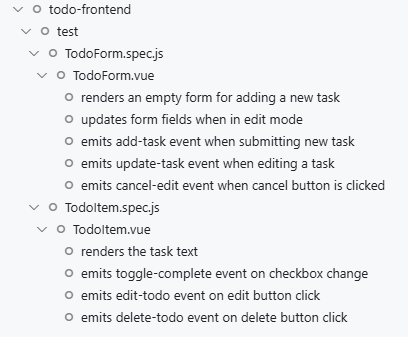 todo-frontend
test
TodoForm.spec.js
TodoForm.vue
renders an empty form for adding a new task
updates form fields when in edit mode
emits add-task event when submitting new task
emits update-task event when editing a task
emits cancel-edit event when cancel button is clicked
TodoItem.spec.js
TodoItem.vue
renders the task text
emits toggle-complete event on checkbox change
emits edit-todo event on edit button click
emits delete-todo event on delete button click